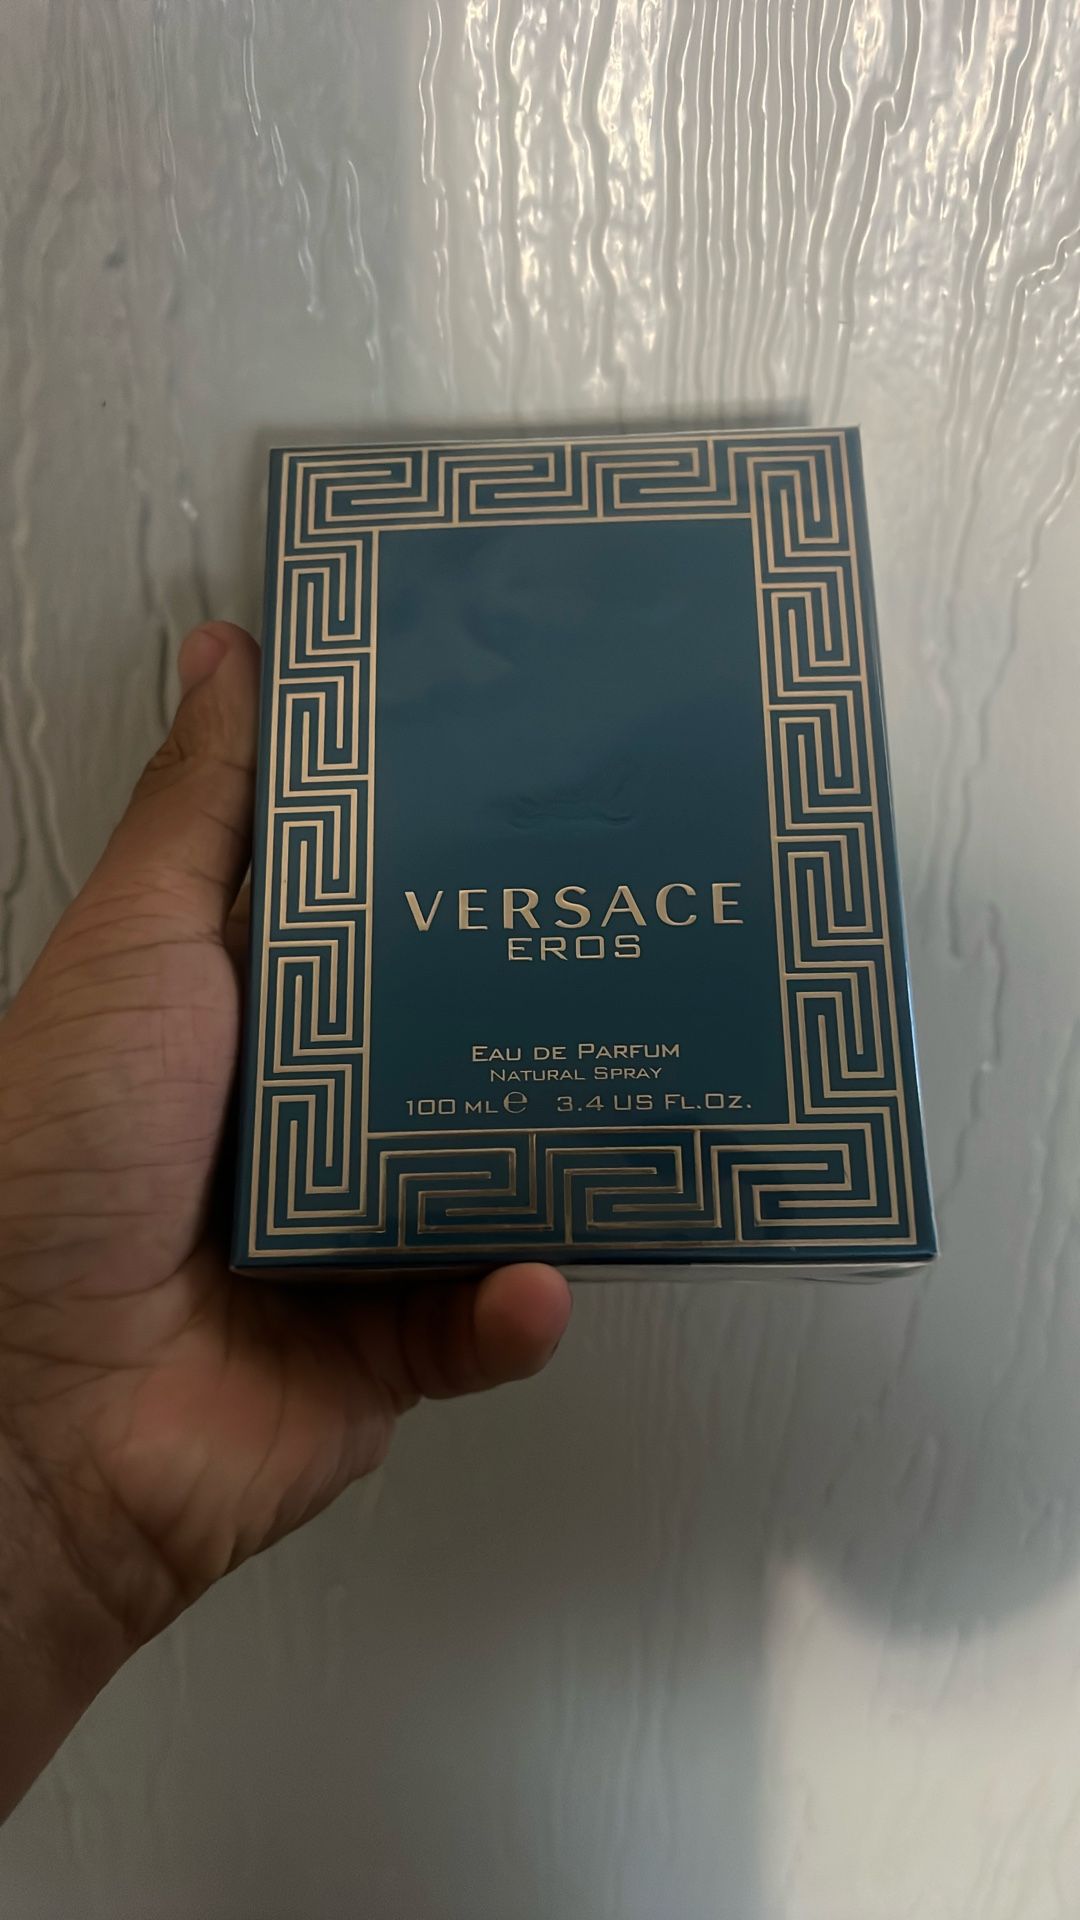 VERSACE
EROS
EAU DE PARFUM
NATURAL SPRAY
100 ML ℮ 3.4 US FL.OZ.